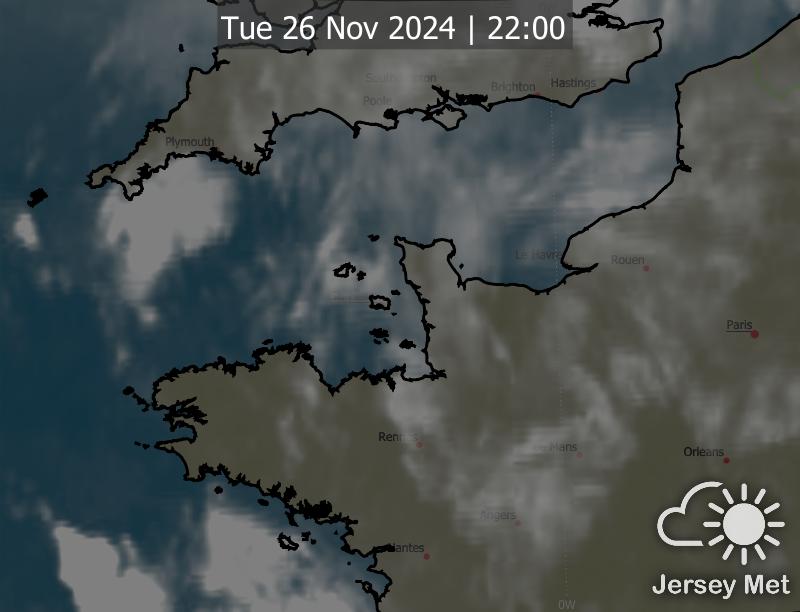 Tue 26 Nov 2024 | 22:00
Southampton
Brighton
Hastings
Poole
Plymouth
Le Havre
Rouen
Paris
Rennes
Le Mans
Orleans
Angers
Nantes
Jersey Met
0W